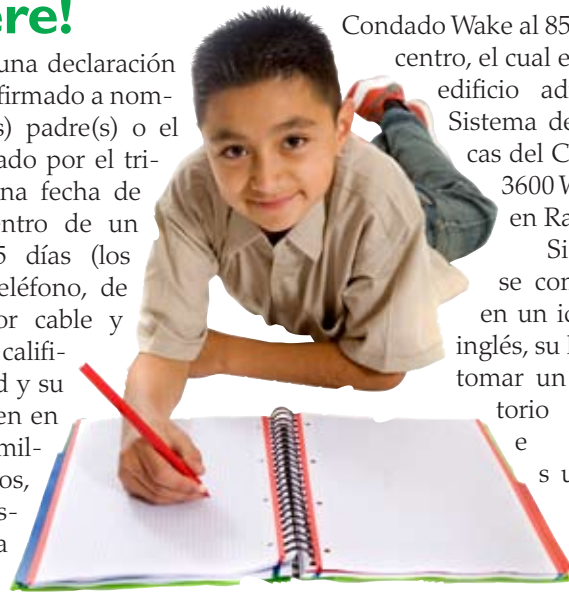 ere!
una declaración
firmado a nom-
s) padre(s) o el
ado por el tri-
na fecha de
entro de un
5 días (los
eléfono, de
or cable y
califi-
d y su
en en
mil-
os,
s-
a
Condado Wake al 85
centro, el cual e
edificio ad
Sistema de
cas del C
3600 W
en Ra
Si
se con
en un id
inglés, su h
tomar un
torio
e
s u